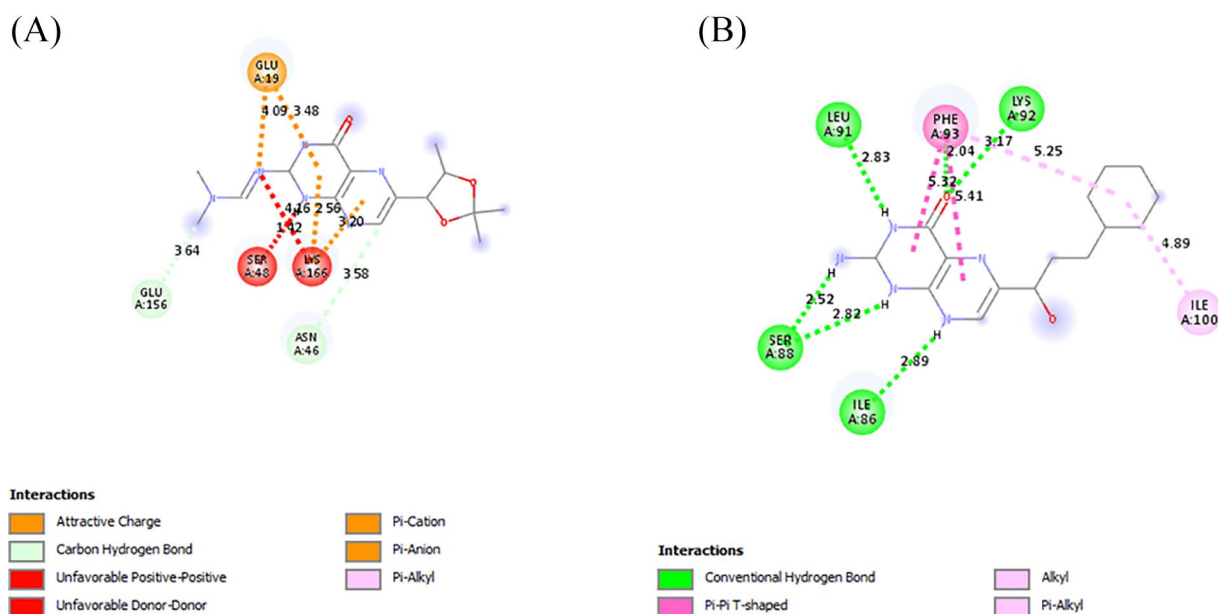 (A)
GLU
A:19
4 09
3 48
N
O
N
N
N
N
N
N
O
O
4 16
2 56
3 20
1 42
3 64
SER
A:48
LYS
A:166
3 58
GLU
A:156
ASN
A:46
Interactions
Attractive Charge
Carbon Hydrogen Bond
Unfavorable Positive-Positive
Unfavorable Donor-Donor
Pi-Cation
Pi-Anion
Pi-Alkyl
(B)
LEU
A:91
PHE
A:93
LYS
A:92
2.83
2.04
3.17
5.25
5.32
5.41
H
O
N
N
N
H
N
H
N
H
O
4.89
ILE
A:100
2.52
2.82
SER
A:88
2.89
ILE
A:86
Interactions
Conventional Hydrogen Bond
Pi-Pi T-shaped
Alkyl
Pi-Alkyl